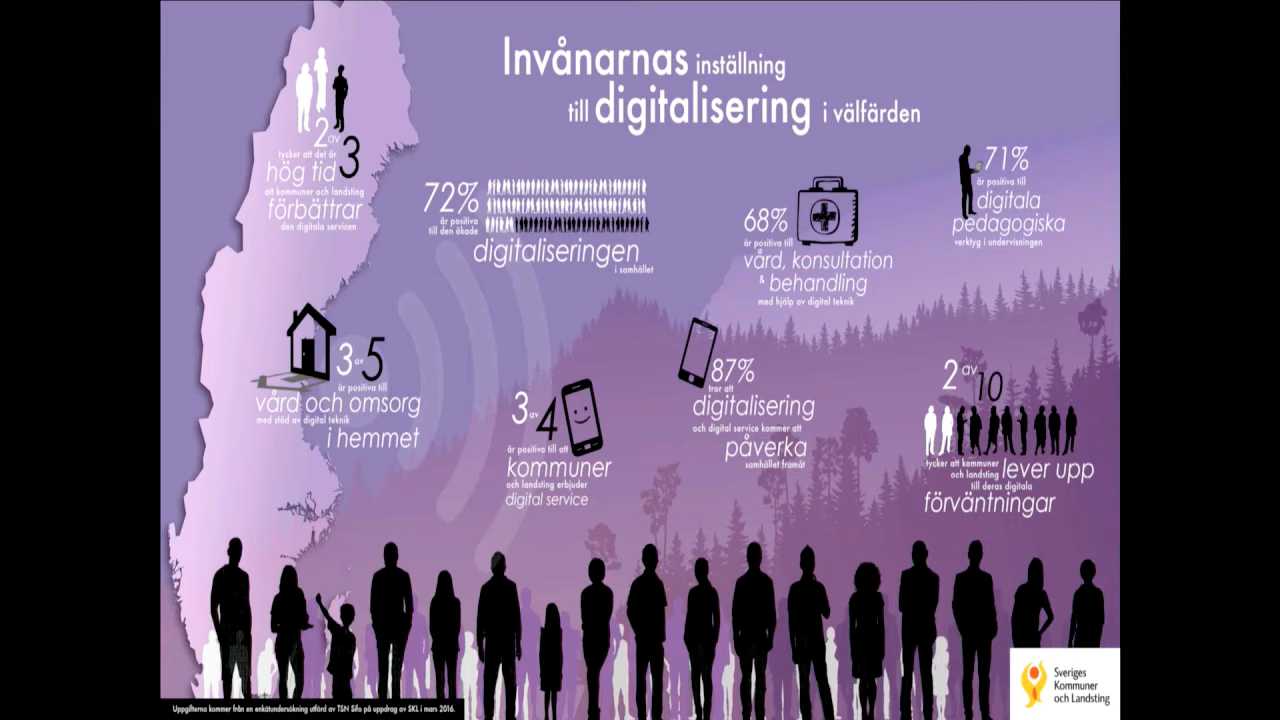 Invånarnas inställning
till digitalisering i välfärden
2 av 3
tycker att det är
hög tid
att kommuner och landsting
förbättrar
den digitala servicen
72%
är positiva
till den ökade
digitaliseringen
i samhället
68%
är positiva till
vård, konsultation
& behandling
med hjälp av digital teknik
71%
är positiva till
digitala
pedagogiska
verktyg i undervisningen
3 av 5
är positiva till
vård och omsorg
med stöd av digital teknik
i hemmet
3 av 4
är positiva till att
kommuner
och landsting erbjuder
digital service
87%
tror att
digitalisering
och digital service kommer att
påverka
samhället framåt
2 av 10
tycker att kommuner
och landsting lever upp
till deras digitala
förväntningar
Uppgifterna kommer från en enkätundersökning utförd av TSN Sifo på uppdrag av SKL i mars 2016.
Sveriges
Kommuner
och Landsting